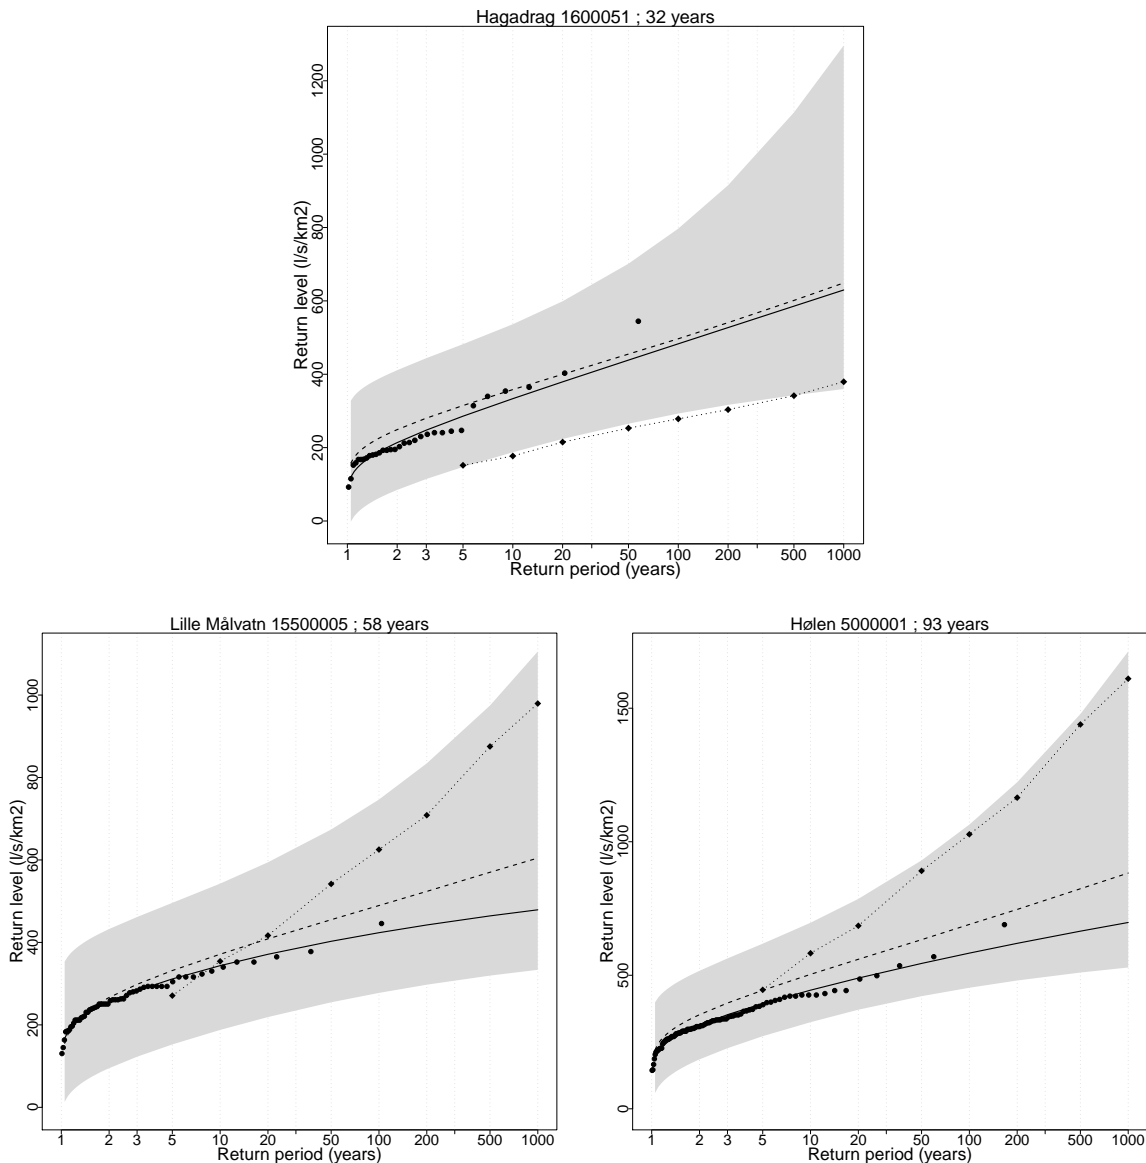 Hagadrag 1600051 ; 32 years
Return level (l/s/km2)
1200
1000
800
600
400
200
0
1 2 3 5 10 20 50 100 200 500 1000
Return period (years)
Lille Målvatn 15500005 ; 58 years
Return level (l/s/km2)
1000
800
600
400
200
0
1 2 3 5 10 20 50 100 200 500 1000
Return period (years)
Hølen 5000001 ; 93 years
Return level (l/s/km2)
1500
1000
500
0
1 2 3 5 10 20 50 100 200 500 1000
Return period (years)